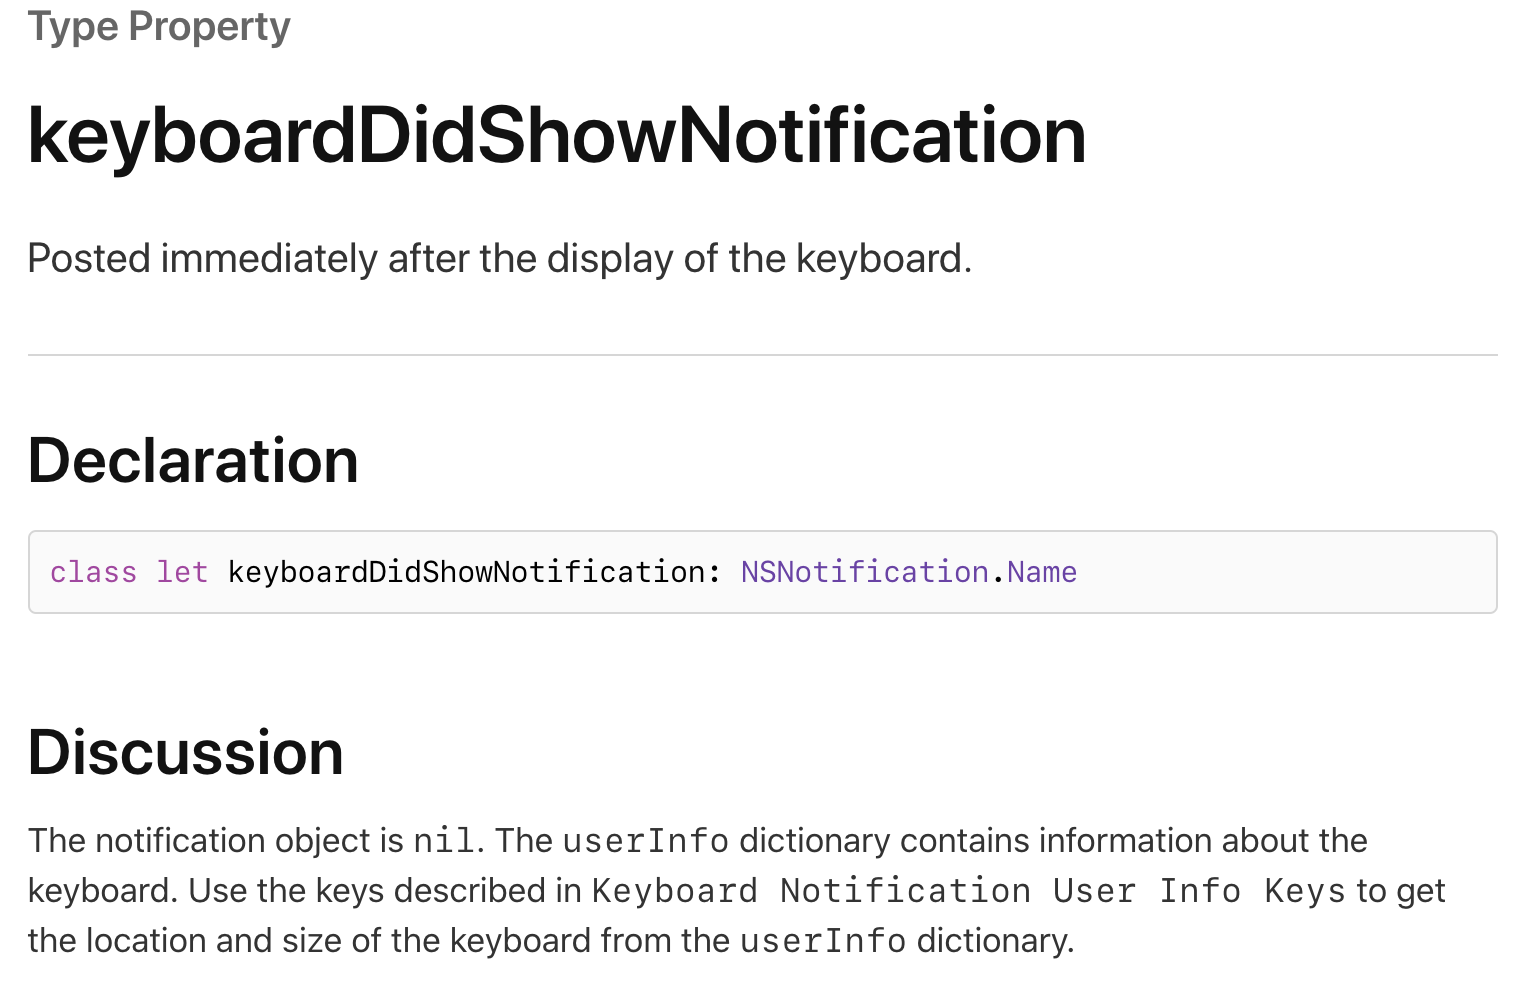 Type Property
keyboardDidShowNotification
Posted immediately after the display of the keyboard.
Declaration
class let keyboardDidShowNotification: NSNotification.Name
Discussion
The notification object is nil. The userInfo dictionary contains information about the
keyboard. Use the keys described in Keyboard Notification User Info Keys to get
the location and size of the keyboard from the userInfo dictionary.